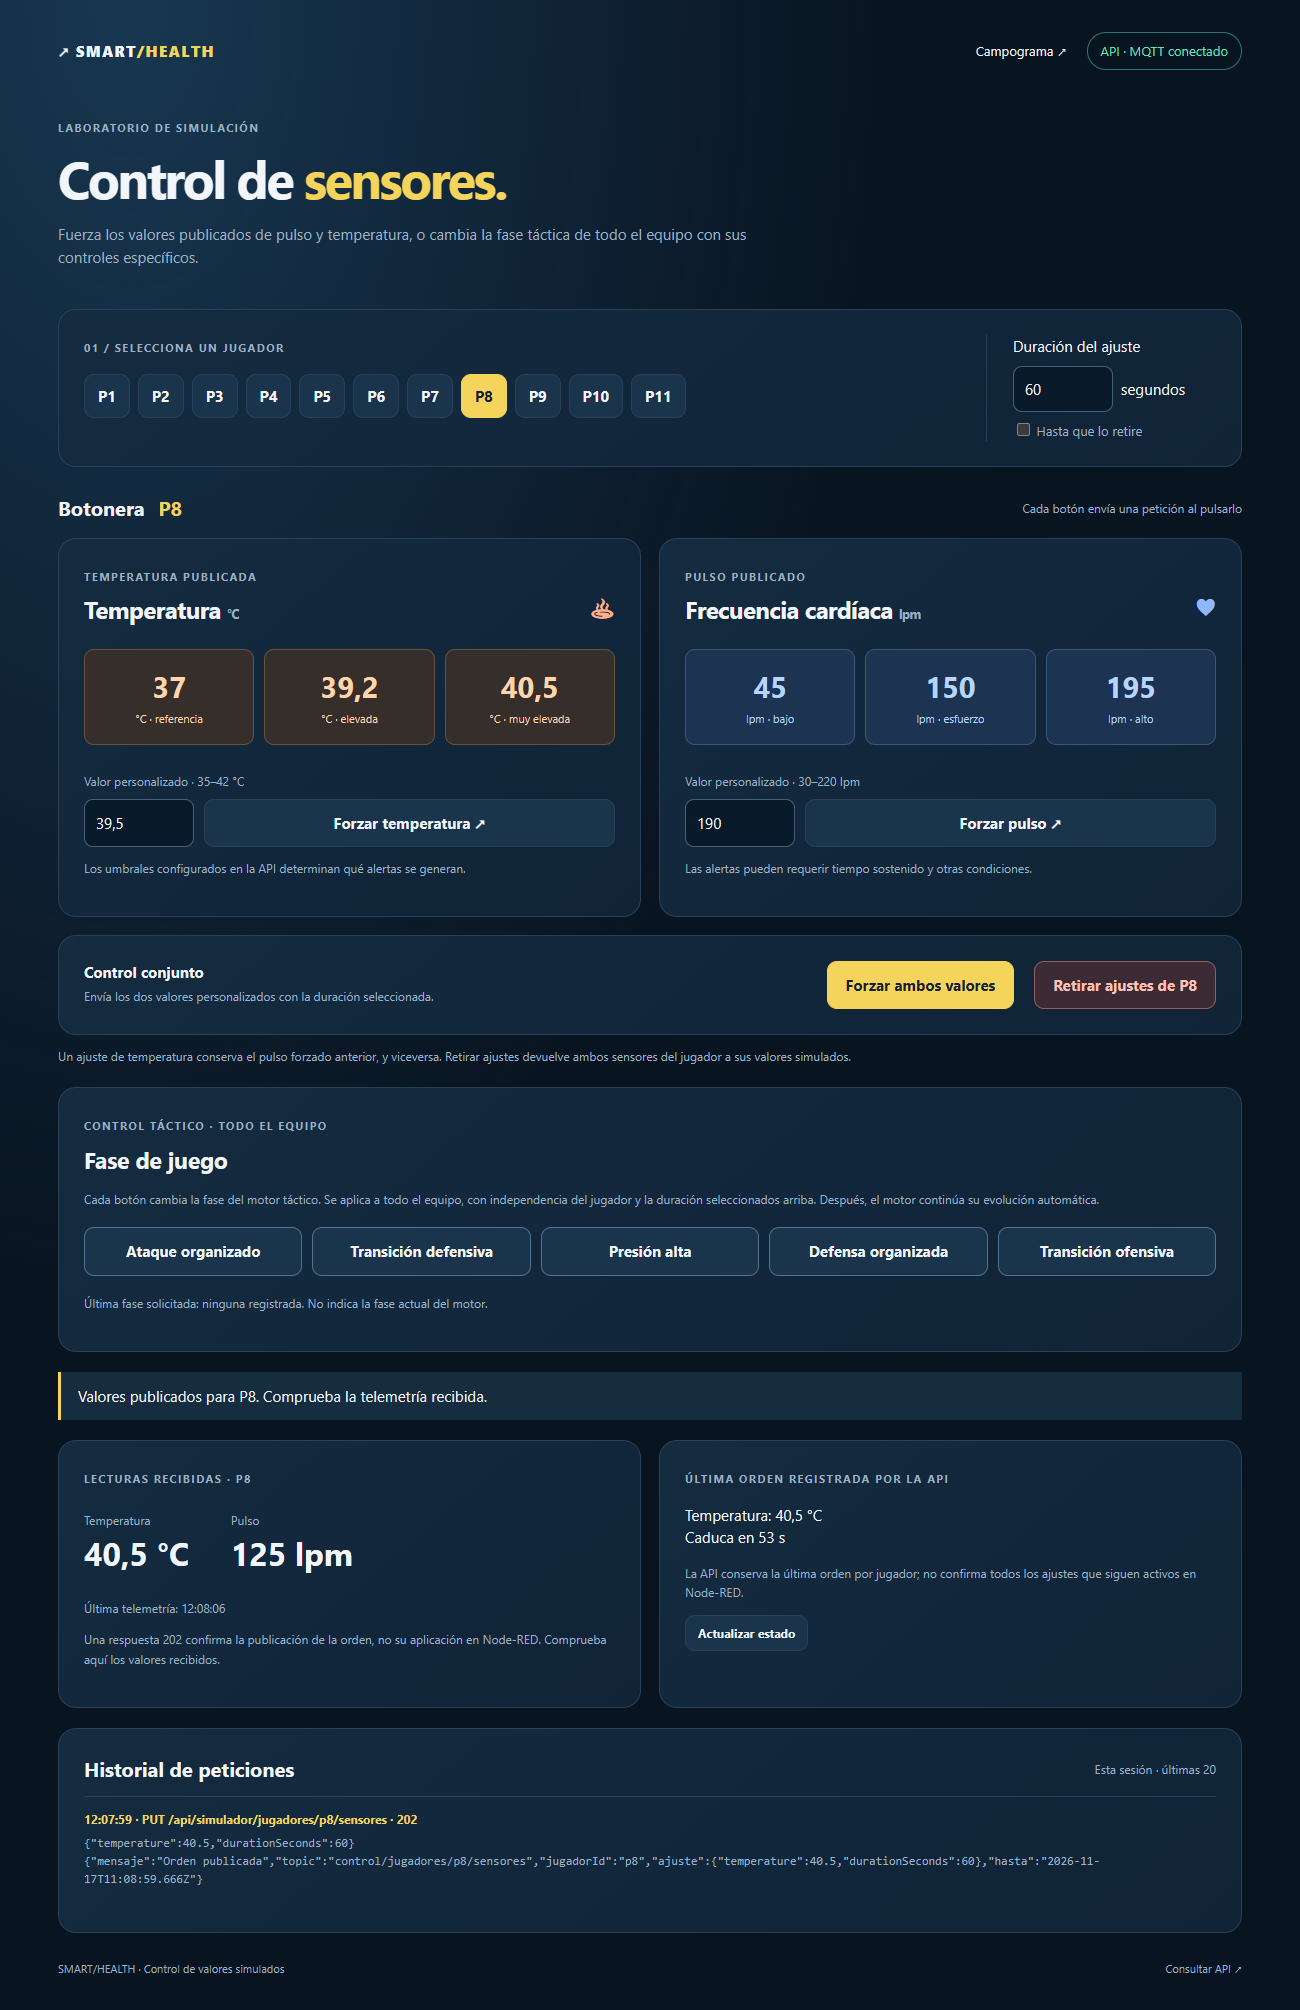 ↗ SMART/HEALTH
Campograma ↗
API · MQTT conectado
LABORATORIO DE SIMULACIÓN
Control de sensores.
Fuerza los valores publicados de pulso y temperatura, o cambia la fase táctica de todo el equipo con sus
controles específicos.
01 / SELECCIONA UN JUGADOR
P1 P2 P3 P4 P5 P6 P7 P8 P9 P10 P11
Duración del ajuste
60 segundos
Hasta que lo retire
Botonera P8
Cada botón envía una petición al pulsarlo
TEMPERATURA PUBLICADA
Temperatura °C
37
°C · referencia
39,2
°C · elevada
40,5
°C · muy elevada
Valor personalizado · 35–42 °C
39,5
Forzar temperatura ↗
Los umbrales configurados en la API determinan qué alertas se generan.
PULSO PUBLICADO
Frecuencia cardíaca lpm
45
lpm · bajo
150
lpm · esfuerzo
195
lpm · alto
Valor personalizado · 30–220 lpm
190
Forzar pulso ↗
Las alertas pueden requerir tiempo sostenido y otras condiciones.
Control conjunto
Envía los dos valores personalizados con la duración seleccionada.
Forzar ambos valores
Retirar ajustes de P8
Un ajuste de temperatura conserva el pulso forzado anterior, y viceversa. Retirar ajustes devuelve ambos sensores del jugador a sus valores simulados.
CONTROL TÁCTICO · TODO EL EQUIPO
Fase de juego
Cada botón cambia la fase del motor táctico. Se aplica a todo el equipo, con independencia del jugador y la duración seleccionados arriba. Después, el motor continúa su evolución automática.
Ataque organizado
Transición defensiva
Presión alta
Defensa organizada
Transición ofensiva
Última fase solicitada: ninguna registrada. No indica la fase actual del motor.
Valores publicados para P8. Comprueba la telemetría recibida.
LECTURAS RECIBIDAS · P8
Temperatura
40,5 °C
Pulso
125 lpm
Última telemetría: 12:08:06
Una respuesta 202 confirma la publicación de la orden, no su aplicación en Node-RED. Comprueba
aquí los valores recibidos.
ÚLTIMA ORDEN REGISTRADA POR LA API
Temperatura: 40,5 °C
Caduca en 53 s
La API conserva la última orden por jugador; no confirma todos los ajustes que siguen activos en
Node-RED.
Actualizar estado
Historial de peticiones
Esta sesión · últimas 20
12:07:59 · PUT /api/simulador/jugadores/p8/sensores · 202
{"temperature":40.5,"durationSeconds":60}
{"mensaje":"Orden publicada","topic":"control/jugadores/p8/sensores","jugadorId":"p8","ajuste":{"temperature":40.5,"durationSeconds":60},"hasta":"2026-11-
17T11:08:59.666Z"}
SMART/HEALTH · Control de valores simulados
Consultar API ↗